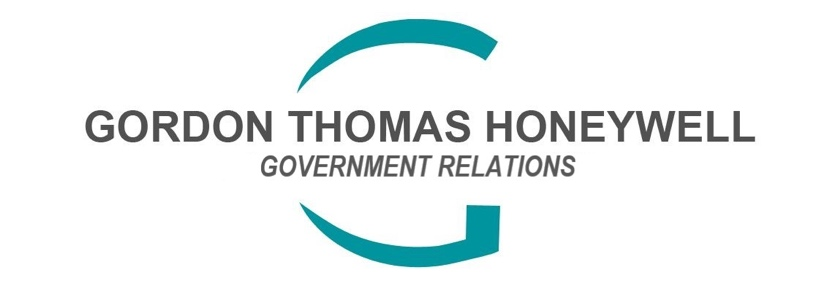 GORDON THOMAS HONEYWELL
GOVERNMENT RELATIONS